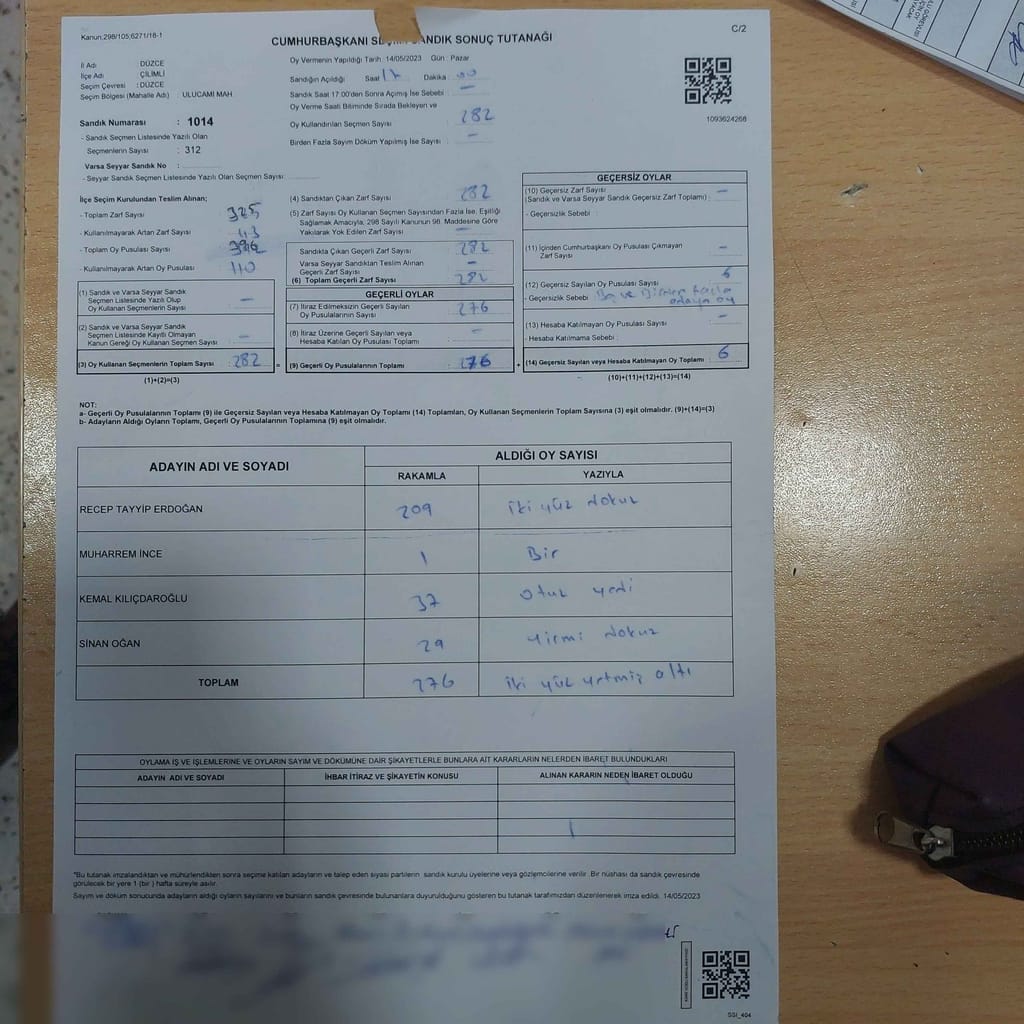 Kanun:298/105;6271/18-1
C/2
CUMHURBAŞKANI SANDIK SONUÇ TUTANAĞI
İl Adı : DÜZCE
İlçe Adı : ÇİLİMLİ
Seçim Çevresi : DÜZCE
Seçim Bölgesi (Mahalle Adı) : ULUCAMİ MAH
Oy Vermenin Yapıldığı Tarih :14/05/2023 Gün : Pazar
Sandığın Açıldığı Saat Dakika
Sandık Saat 17:00'den Sonra Açımış İse Sebebi : —
Oy Verme Saati Bitiminde Sırada Bekleyen ve
Oy Kullandırılan Seçmen Sayısı : 282
Birden Fazla Sayım Döküm Yapılmış İse Sayısı : —
1093624268
Sandık Numarası : 1014
- Sandık Seçmen Listesinde Yazılı Olan
Seçmenlerin Sayısı : 312
Varsa Seyyar Sandık No :
- Seyyar Sandık Seçmen Listesinde Yazılı Olan Seçmen Sayısı :
İlçe Seçim Kurulundan Teslim Alınan;
- Toplam Zarf Sayısı : 325
- Kullanılmayarak Artan Zarf Sayısı : 43
- Toplam Oy Pusulası Sayısı :
- Kullanılmayarak Artan Oy Pusulası : 110
(1) Sandık ve Varsa Seyyar Sandık
Seçmen Listesinde Yazılı Olup
Oy Kullanan Seçmenlerin Sayısı : —
(2) Sandık ve Varsa Seyyar Sandık
Seçmen Listesinde Kayıtlı Olmayan
Kanun Gereği Oy Kullanan Seçmen Sayısı : —
(3) Oy Kullanan Seçmenlerin Toplam Sayısı : 282
(1)+(2)=(3)
(4) Sandıktan Çıkan Zarf Sayısı : 282
(5) Zarf Sayısı Oy Kullanan Seçmen Sayısından Fazla İse, Eşitliği
Sağlamak Amacıyla, 298 Sayılı Kanunun 98. Maddesine Göre
Yakılarak Yok Edilen Zarf Sayısı : —
Sandıkta Çıkan Geçerli Zarf Sayısı : 282
Varsa Seyyar Sandıktan Teslim Alınan
Geçerli Zarf Sayısı : —
(6) Toplam Geçerli Zarf Sayısı : 282
GEÇERLİ OYLAR
(7) İtiraz Edilmeksizin Geçerli Sayılan
Oy Pusulalarının Sayısı : 276
(8) İtiraz Üzerine Geçerli Sayılan veya
Hesaba Katılan Oy Pusulası Toplamı : —
= (9) Geçerli Oy Pusulalarının Toplamı : 276 +
GEÇERSİZ OYLAR
(10) Geçersiz Zarf Sayısı : —
(Sandık ve Varsa Seyyar Sandık Geçersiz Zarf Toplamı)
- Geçersizlik Sebebi :
(11) İçinden Cumhurbaşkanı Oy Pusulası Çıkmayan
Zarf Sayısı : —
(12) Geçersiz Sayılan Oy Pusulası Sayısı : 6
- Geçersizlik Sebebi : Boş ve Birden fazla
adaya oy
(13) Hesaba Katılmayan Oy Pusulası Sayısı : —
- Hesaba Katılmama Sebebi :
(14) Geçersiz Sayılan veya Hesaba Katılmayan Oy Toplamı : 6
(10)+(11)+(12)+(13)=(14)
NOT:
a- Geçerli Oy Pusulalarının Toplamı (9) ile Geçersiz Sayılan veya Hesaba Katılmayan Oy Toplamı (14) Toplamları, Oy Kullanan Seçmenlerin Toplam Sayısına (3) eşit olmalıdır. (9)+(14)=(3)
b- Adayların Aldığı Oyların Toplamı, Geçerli Oy Pusulalarının Toplamına (9) eşit olmalıdır.
ADAYIN ADI VE SOYADI
ALDIĞI OY SAYISI
RAKAMLA YAZIYLA
RECEP TAYYİP ERDOĞAN 209 iki yüz dokuz
MUHARREM İNCE 1 Bir
KEMAL KILIÇDAROĞLU 37 otuz yedi
SİNAN OĞAN 29 yirmi dokuz
TOPLAM 276 iki yüz yetmiş altı
OYLAMA İŞ VE İŞLEMLERİNE VE OYLARIN SAYIM VE DÖKÜMÜNE DAİR ŞİKAYETLERLE BUNLARA AİT KARARLARIN NELERDEN İBARET BULUNDUKLARI
ADAYIN ADI VE SOYADI İHBAR İTİRAZ VE ŞİKAYETİN KONUSU ALINAN KARARIN NEDEN İBARET OLDUĞU
*Bu tutanak imzalandıktan ve mühürlendikten sonra seçime katılan adayların ve talep eden siyasi partilerin sandık kurulu üyelerine veya gözlemcilerine verilir. Bir nüshası da sandık çevresinde
görülecek bir yere 1 (bir ) hafta süreyle asılır.
Sayım ve döküm sonucunda adayların aldığı oyların sayılarını ve bunların sandık çevresinde bulunanlara duyurulduğunu gösteren bu tutanak tarafımızdan düzenlenerek imza edildi. 14/05/2023
SSI_404